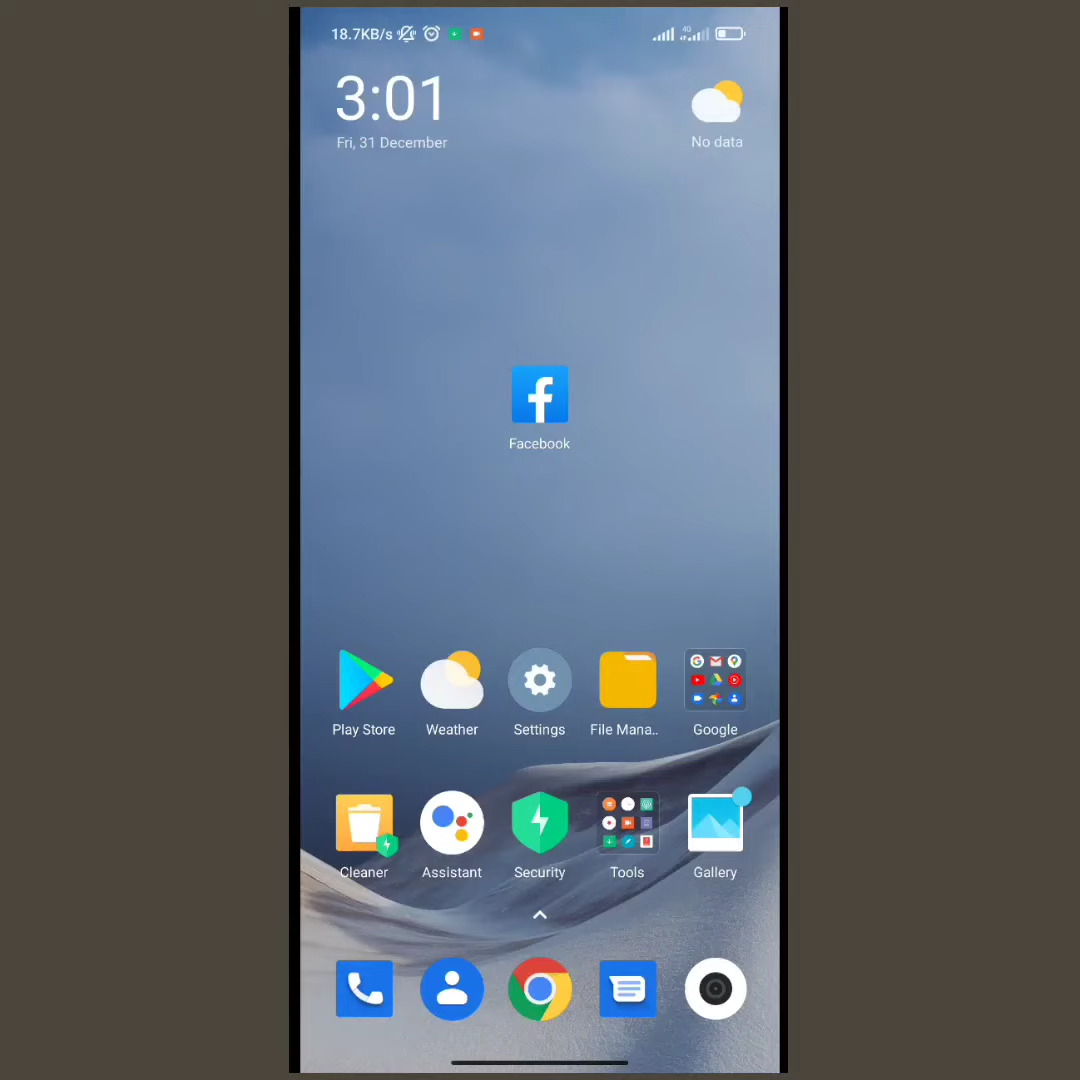 18.7KB/s 4G
3:01
Fri, 31 December
No data
Facebook
Play Store Weather Settings File Mana.. Google
Cleaner Assistant Security Tools Gallery